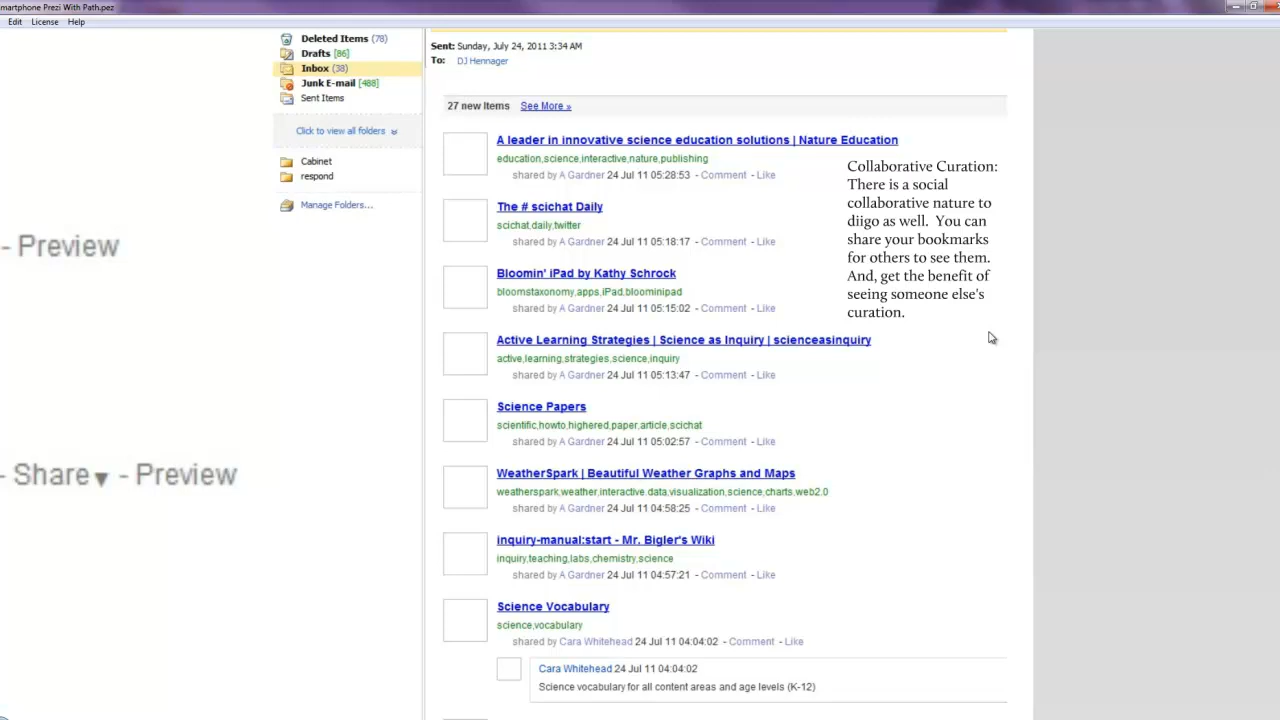 martphone Prezi With Path.pez
Edit License Help
Deleted Items (78)
Drafts [86]
Inbox (38)
Junk E-mail [488]
Sent Items
Click to view all folders
Cabinet
respond
Manage Folders...
- Preview
- Share ▾ - Preview
Sent: Sunday, July 24, 2011 3:34 AM
To: DJ Hennager
27 new Items See More »
A leader in innovative science education solutions | Nature Education
education,science,interactive,nature,publishing
shared by A Gardner 24 Jul 11 05:28:53 - Comment - Like
The # scichat Daily
scichat,daily,twitter
shared by A Gardner 24 Jul 11 05:18:17 - Comment - Like
Bloomin' iPad by Kathy Schrock
bloomstaxonomy,apps,iPad,bloominipad
shared by A Gardner 24 Jul 11 05:15:02 - Comment - Like
Active Learning Strategies | Science as Inquiry | scienceasinquiry
active,learning,strategies,science,inquiry
shared by A Gardner 24 Jul 11 05:13:47 - Comment - Like
Science Papers
scientific,howto,highered,paper,article,scichat
shared by A Gardner 24 Jul 11 05:02:57 - Comment - Like
WeatherSpark | Beautiful Weather Graphs and Maps
weatherspark,weather,interactive,data,visualization,science,charts,web2.0
shared by A Gardner 24 Jul 11 04:58:25 - Comment - Like
inquiry-manual:start - Mr. Bigler's Wiki
inquiry,teaching,labs,chemistry,science
shared by A Gardner 24 Jul 11 04:57:21 - Comment - Like
Science Vocabulary
science,vocabulary
shared by Cara Whitehead 24 Jul 11 04:04:02 - Comment - Like
Cara Whitehead 24 Jul 11 04:04:02
Science vocabulary for all content areas and age levels (K-12)
Collaborative Curation:
There is a social
collaborative nature to
diigo as well. You can
share your bookmarks
for others to see them.
And, get the benefit of
seeing someone else's
curation.